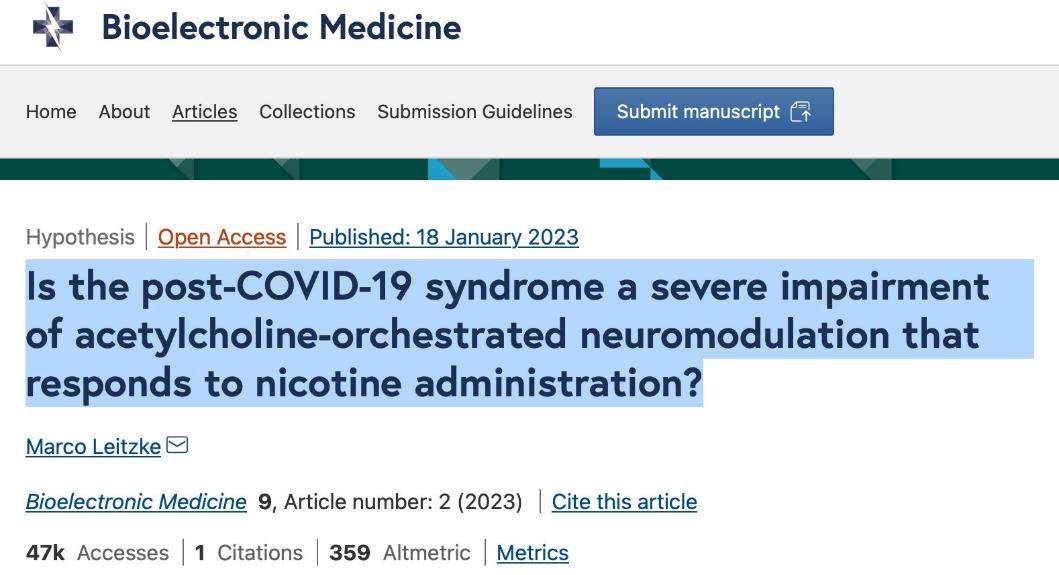 Bioelectronic Medicine
Home About Articles Collections Submission Guidelines Submit manuscript
Hypothesis | Open Access | Published: 18 January 2023
Is the post-COVID-19 syndrome a severe impairment
of acetylcholine-orchestrated neuromodulation that
responds to nicotine administration?
Marco Leitzke
Bioelectronic Medicine 9, Article number: 2 (2023) | Cite this article
47k Accesses | 1 Citations | 359 Altmetric | Metrics